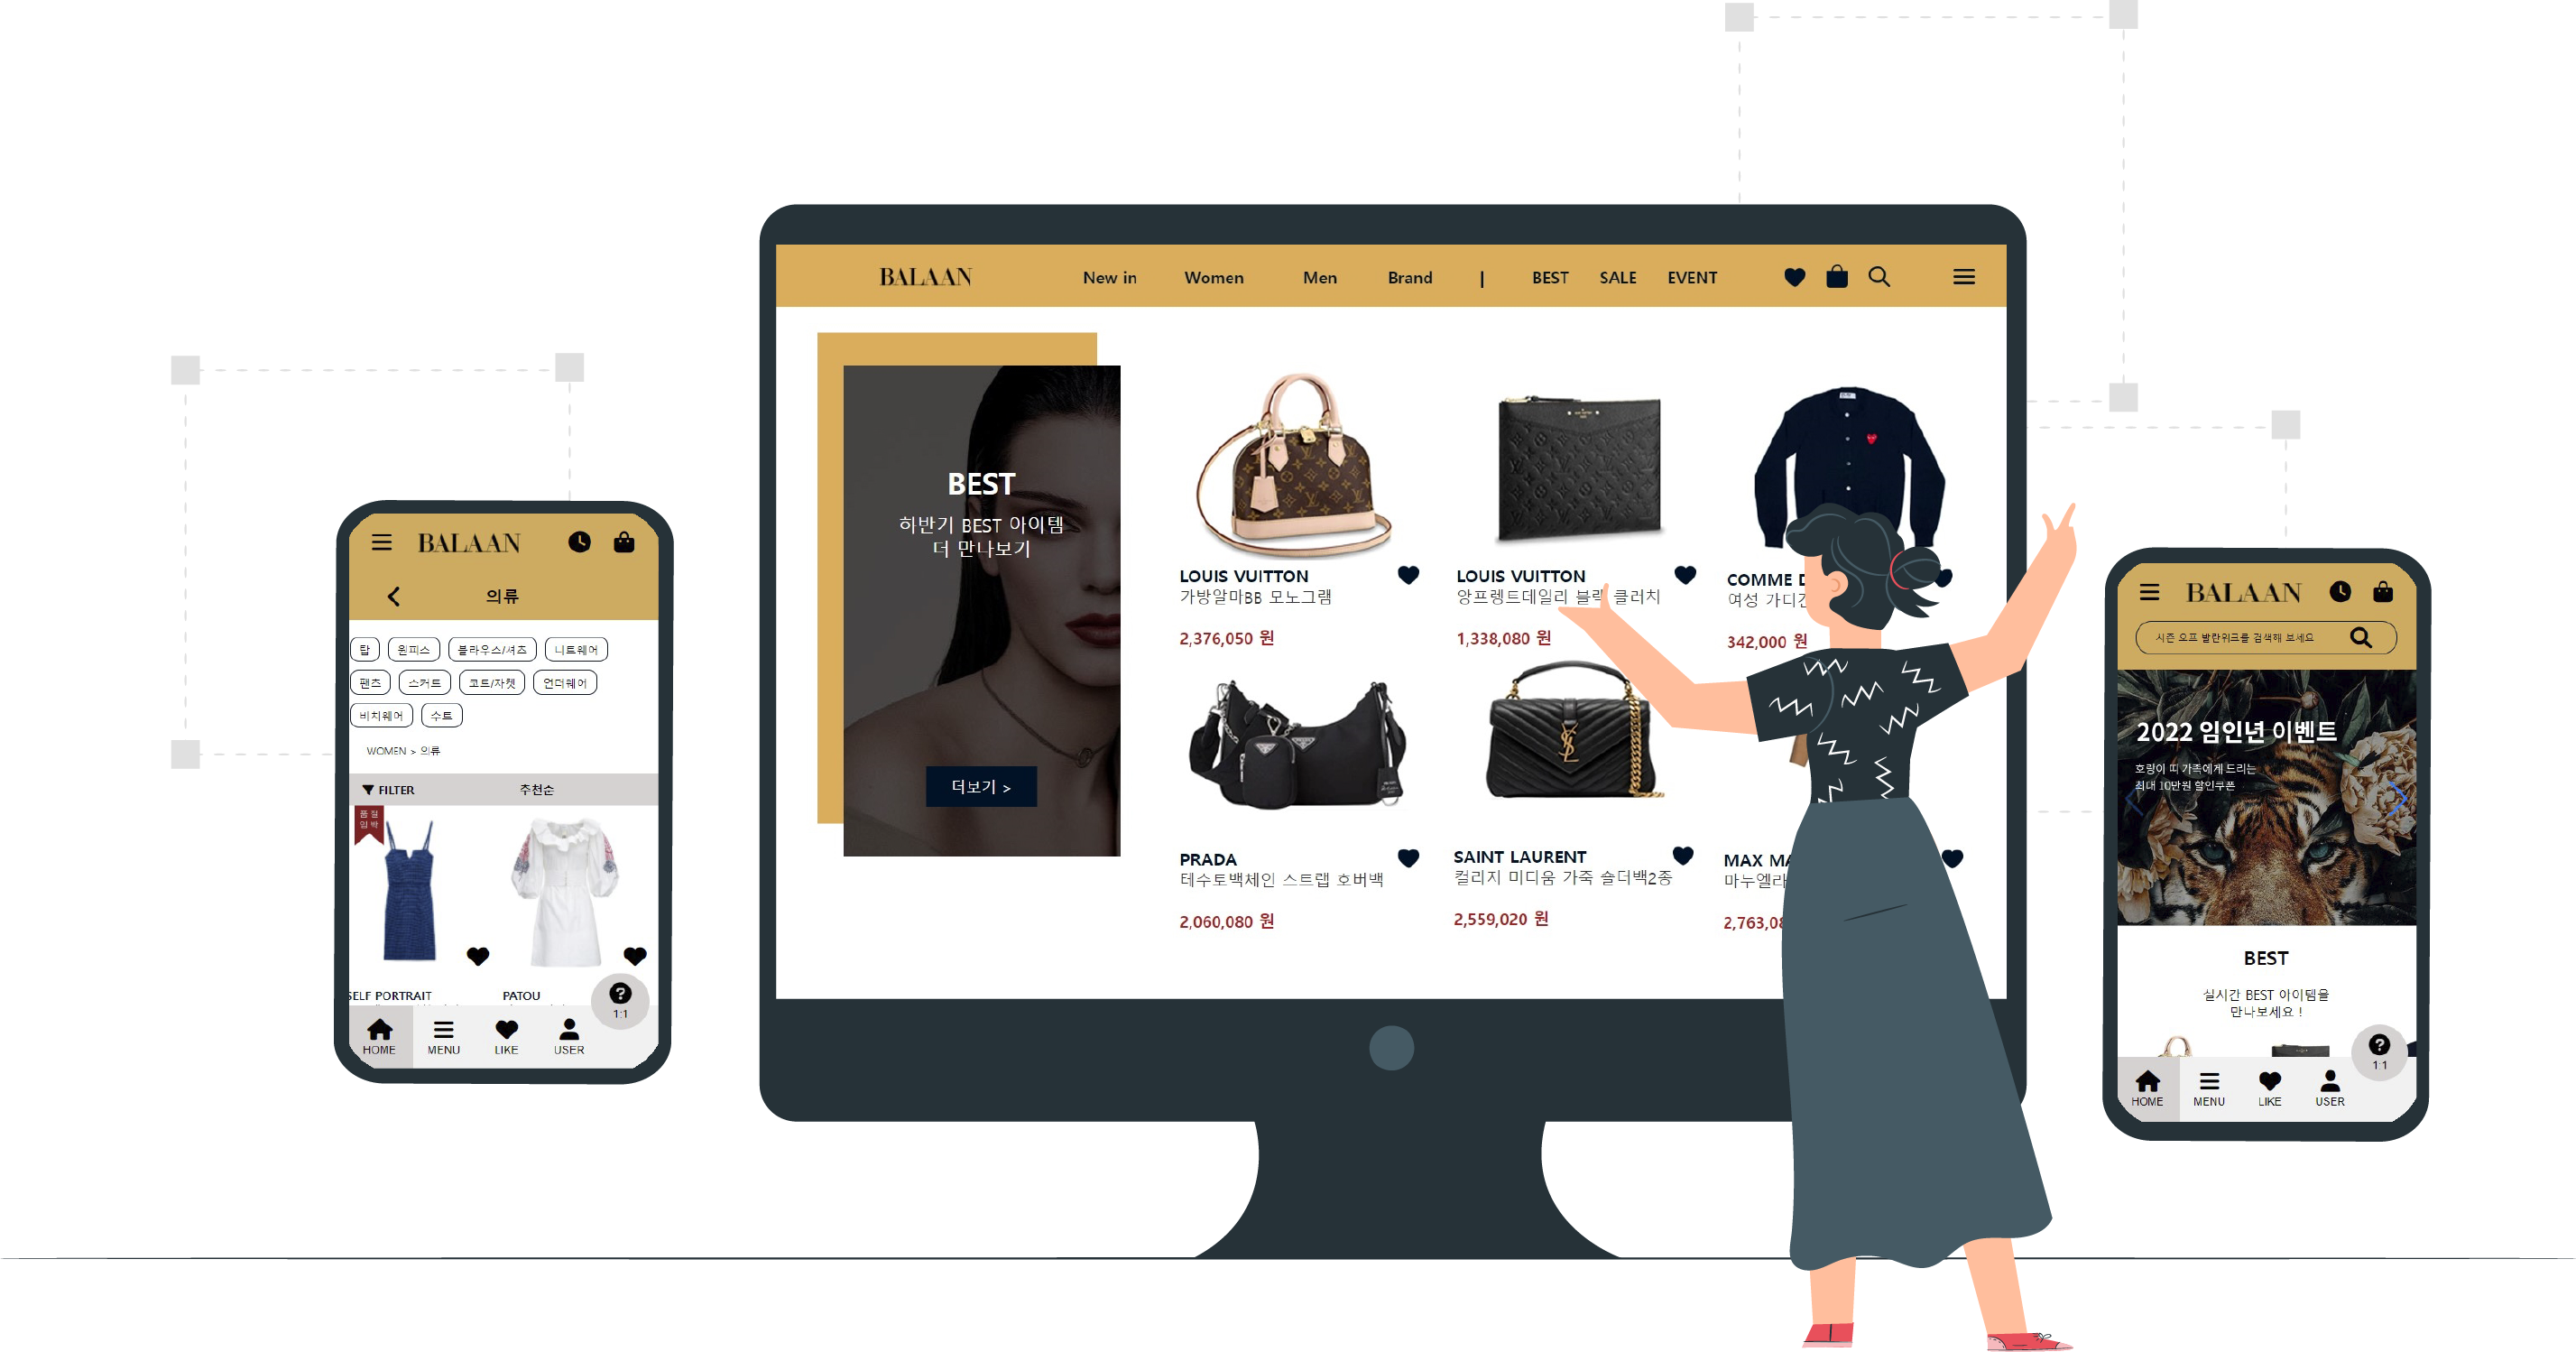 BALAAN
의류
탑 원피스 블라우스/셔츠 니트웨어
팬츠 스커트 코트/자켓 언더웨어
비치웨어 수트
WOMEN > 의류
FILTER 추천순
품절
임박
SELF PORTRAIT PATOU
1:1
HOME MENU LIKE USER
BALAAN New in Women Men Brand | BEST SALE EVENT
BEST
하반기 BEST 아이템
더 만나보기
더보기 >
LOUIS VUITTON
가방알마BB 모노그램
2,376,050 원
LOUIS VUITTON
앙프렝트데일리 블랙 클러치
1,338,080 원
COMME D
여성 가디건
342,000 원
PRADA
테수토백체인 스트랩 호버백
2,060,080 원
SAINT LAURENT
컬리지 미디움 가죽 숄더백2종
2,559,020 원
MAX MA
마누엘라
2,763,08
BALAAN
시즌 오프 발란위크를 검색해 보세요
2022 임인년 이벤트
호랑이 띠 가족에게 드리는
최대 10만원 할인쿠폰
BEST
실시간 BEST 아이템을
만나보세요 !
1:1
HOME MENU LIKE USER